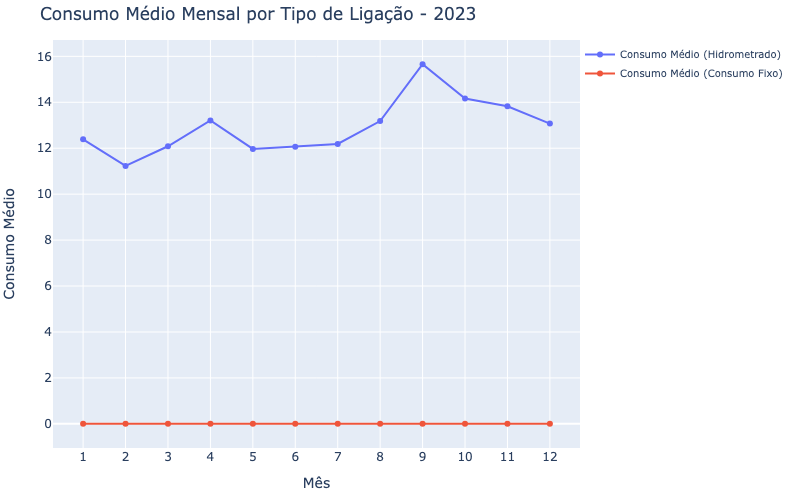 Consumo Médio Mensal por Tipo de Ligação - 2023
Consumo Médio (Hidrometrado)
Consumo Médio (Consumo Fixo)
Consumo Médio
16
14
12
10
8
6
4
2
0
1 2 3 4 5 6 7 8 9 10 11 12
Mês